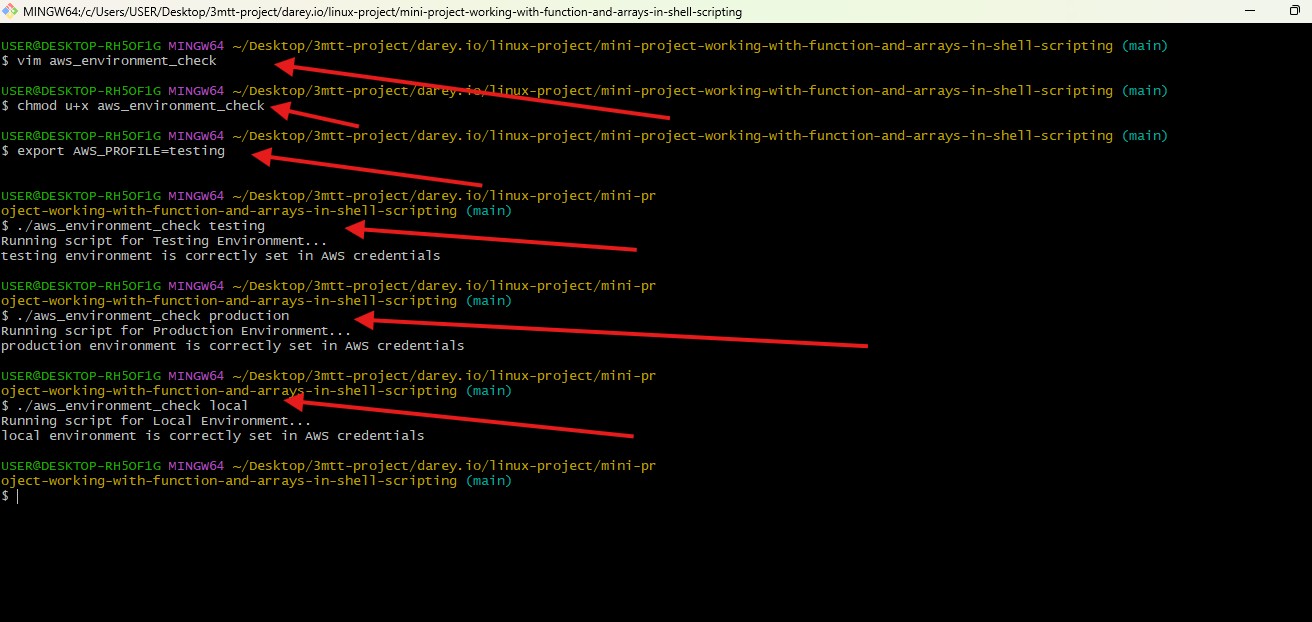 MINGW64:/c/Users/USER/Desktop/3mtt-project/darey.io/linux-project/mini-project-working-with-function-and-arrays-in-shell-scripting
USER@DESKTOP-RH5OF1G MINGW64 ~/Desktop/3mtt-project/darey.io/linux-project/mini-project-working-with-function-and-arrays-in-shell-scripting (main)
$ vim aws_environment_check
USER@DESKTOP-RH5OF1G MINGW64 ~/Desktop/3mtt-project/darey.io/linux-project/mini-project-working-with-function-and-arrays-in-shell-scripting (main)
$ chmod u+x aws_environment_check
USER@DESKTOP-RH5OF1G MINGW64 ~/Desktop/3mtt-project/darey.io/linux-project/mini-project-working-with-function-and-arrays-in-shell-scripting (main)
$ export AWS_PROFILE=testing
USER@DESKTOP-RH5OF1G MINGW64 ~/Desktop/3mtt-project/darey.io/linux-project/mini-pr
oject-working-with-function-and-arrays-in-shell-scripting (main)
$ ./aws_environment_check testing
Running script for Testing Environment...
testing environment is correctly set in AWS credentials
USER@DESKTOP-RH5OF1G MINGW64 ~/Desktop/3mtt-project/darey.io/linux-project/mini-pr
oject-working-with-function-and-arrays-in-shell-scripting (main)
$ ./aws_environment_check production
Running script for Production Environment...
production environment is correctly set in AWS credentials
USER@DESKTOP-RH5OF1G MINGW64 ~/Desktop/3mtt-project/darey.io/linux-project/mini-pr
oject-working-with-function-and-arrays-in-shell-scripting (main)
$ ./aws_environment_check local
Running script for Local Environment...
local environment is correctly set in AWS credentials
USER@DESKTOP-RH5OF1G MINGW64 ~/Desktop/3mtt-project/darey.io/linux-project/mini-pr
oject-working-with-function-and-arrays-in-shell-scripting (main)
$